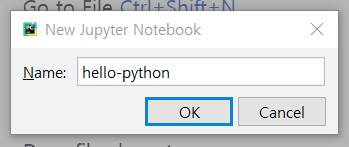 Go to File Ctrl+Shift+N
New Jupyter Notebook
Name: hello-python
OK Cancel